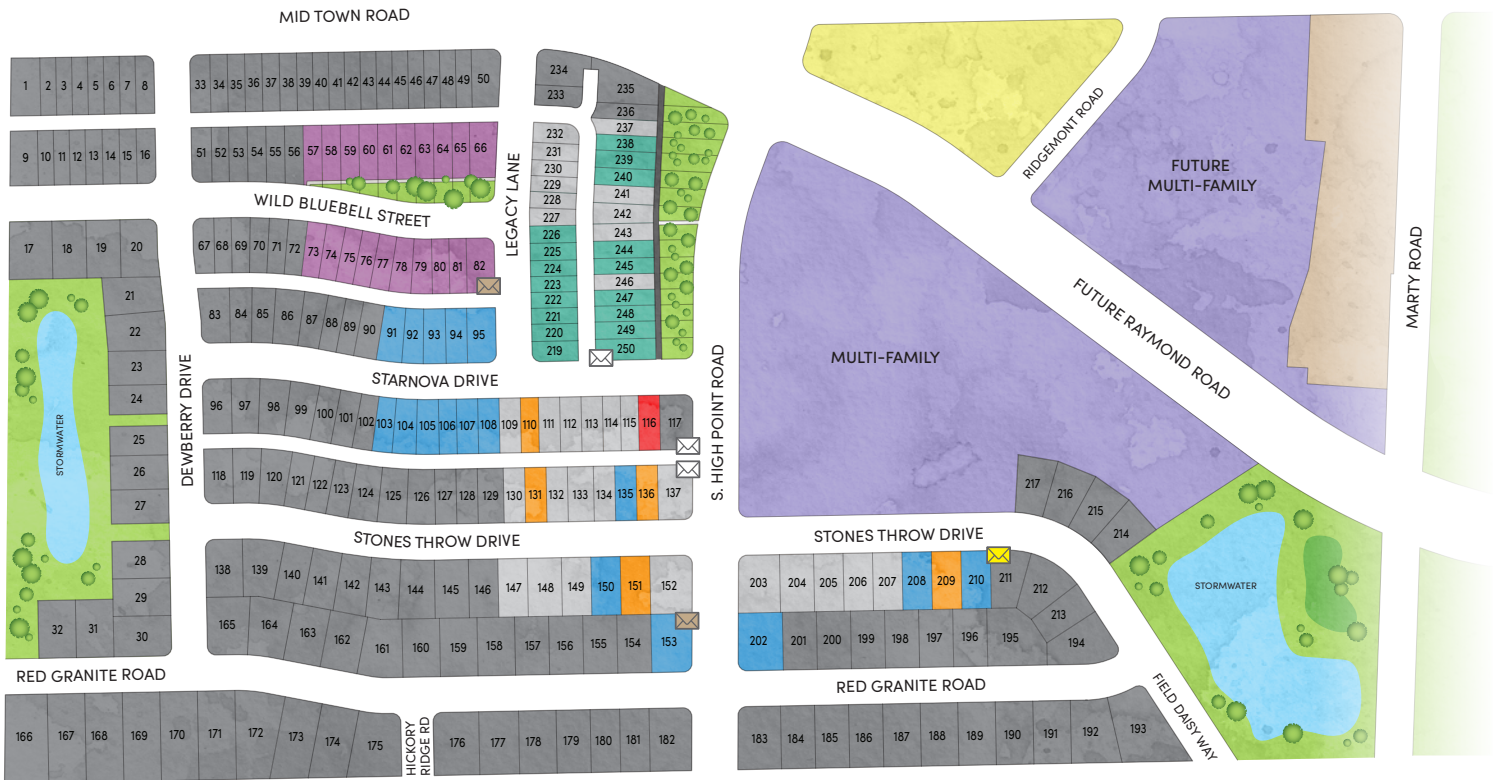 MID TOWN ROAD
1 2 3 4 5 6 7 8
33 34 35 36 37 38 39 40 41 42 43 44 45 46 47 48 49 50
9 10 11 12 13 14 15 16
51 52 53 54 55 56 57 58 59 60 61 62 63 64 65 66
WILD BLUEBELL STREET
LEGACY LANE
234
233
235
236
237
238
239
240
241
242
243
244
245
246
247
248
249
250
232
231
230
229
228
227
226
225
224
223
222
221
220
219
17 18 19 20
21
22
23
24
25
26
27
28
29
30
31
32
STORMWATER
DEWBERRY DRIVE
67 68 69 70 71 72 73 74 75 76 77 78 79 80 81 82
83 84 85 86 87 88 89 90 91 92 93 94 95
STARNOVA DRIVE
96 97 98 99 100 101 102 103 104 105 106 107 108 109 110 111 112 113 114 115 116 117
118 119 120 121 122 123 124 125 126 127 128 129 130 131 132 133 134 135 136 137
STONES THROW DRIVE
138 139 140 141 142 143 144 145 146 147 148 149 150 151 152
165 164 163 162 161 160 159 158 157 156 155 154 153
RED GRANITE ROAD
166 167 168 169 170 171 172 173 174 175
HICKORY
RIDGE RD
176 177 178 179 180 181 182
S. HIGH POINT ROAD
RIDGEMONT ROAD
FUTURE
MULTI-FAMILY
MARTY ROAD
FUTURE RAYMOND ROAD
MULTI-FAMILY
217 216 215 214
STONES THROW DRIVE
203 204 205 206 207 208 209 210 211 212 213
202 201 200 199 198 197 196 195 194
STORMWATER
RED GRANITE ROAD
FIELD DAISY WAY
183 184 185 186 187 188 189 190 191 192 193